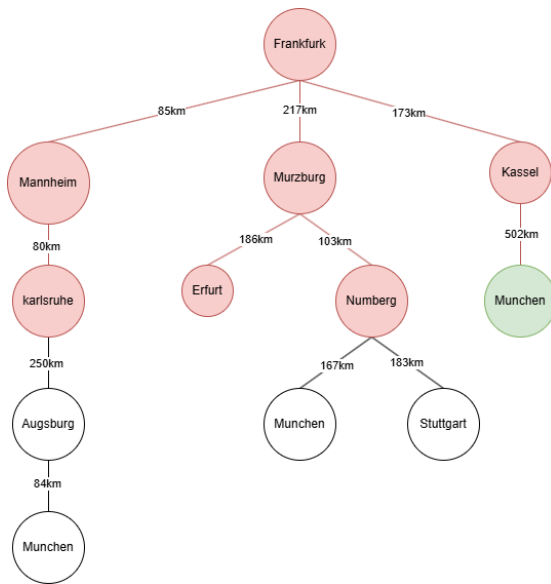 Frankfurk
85km
217km
173km
Mannheim
Murzburg
Kassel
80km
186km
103km
502km
karlsruhe
Erfurt
Numberg
Munchen
250km
167km
183km
Augsburg
Munchen
Stuttgart
84km
Munchen